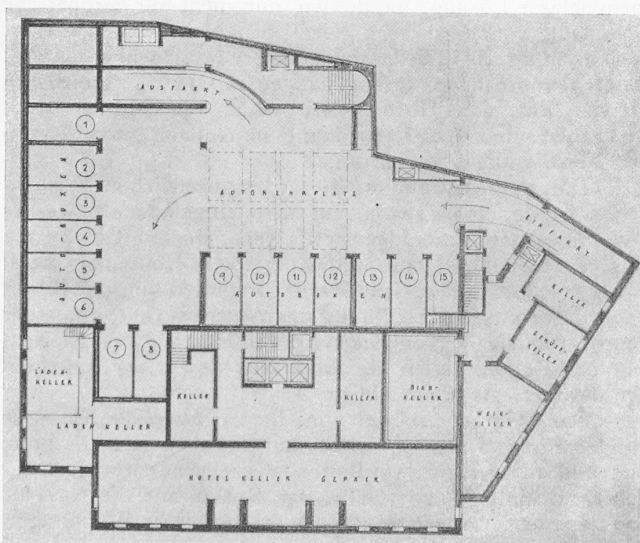 AUSFAHRT
1
2
3
4
5
6
AUTO-BOXEN
AUTOKEHRPLATZ
EINFAHRT
9
10
11
12
13
14
15
AUTOBOXEN
7
8
KELLER
GEMÜSE-
KELLER
LADEN-
KELLER
LADEN KELLER
KELLER
KELLER
BIER-
KELLER
WEIN-
KELLER
HOTEL KELLER GEPÄCK